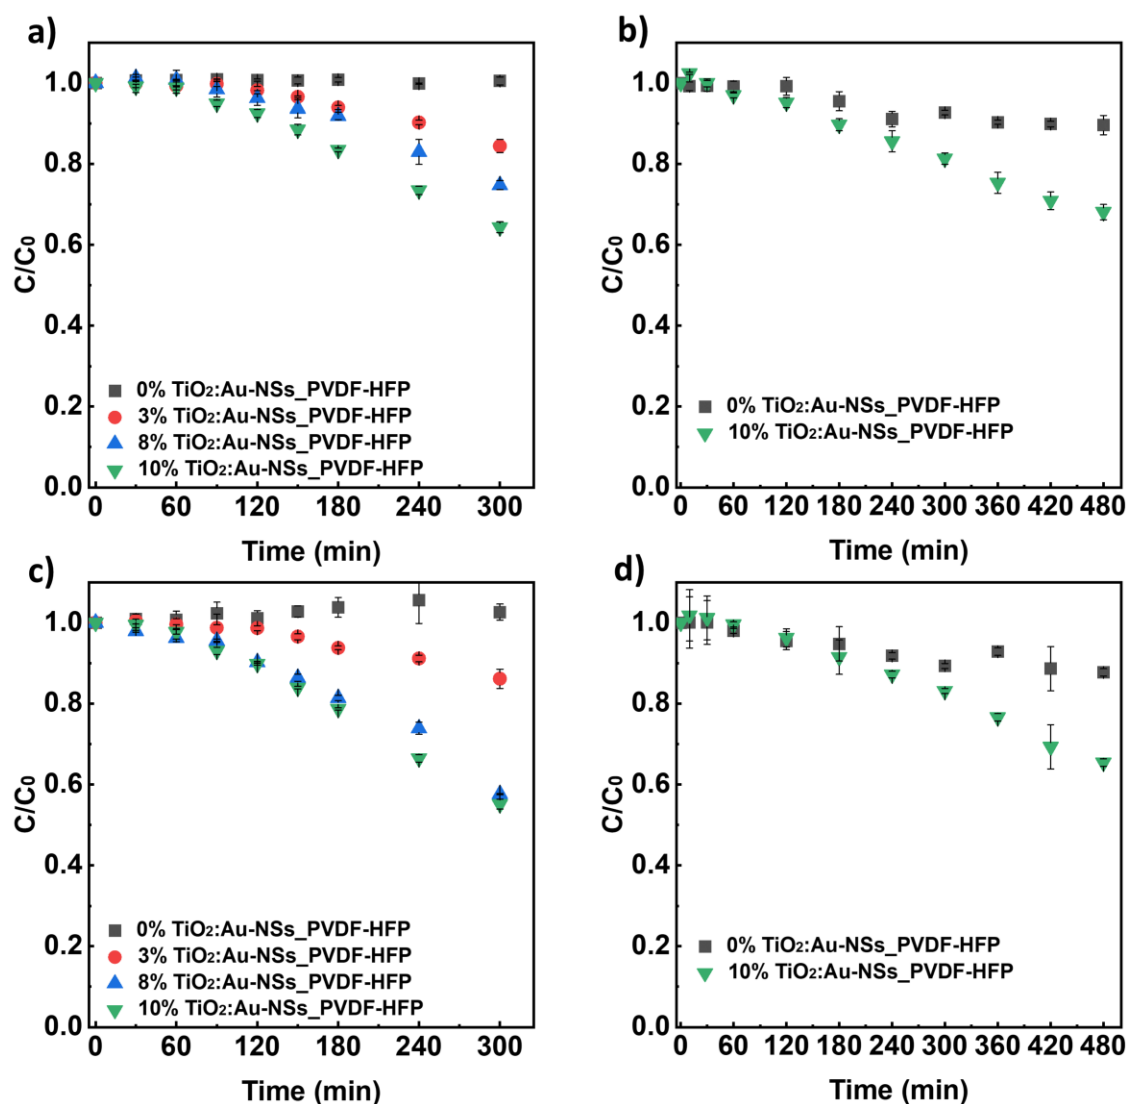 a)
1.0
0.8
0.6
0.4
0.2
0.0
C/C0
0% TiO2:Au-NSs_PVDF-HFP
3% TiO2:Au-NSs_PVDF-HFP
8% TiO2:Au-NSs_PVDF-HFP
10% TiO2:Au-NSs_PVDF-HFP
0 60 120 180 240 300
Time (min)
b)
1.0
0.8
0.6
0.4
0.2
0.0
C/C0
0% TiO2:Au-NSs_PVDF-HFP
10% TiO2:Au-NSs_PVDF-HFP
0 60 120 180 240 300 360 420 480
Time (min)
c)
1.0
0.8
0.6
0.4
0.2
0.0
C/C0
0% TiO2:Au-NSs_PVDF-HFP
3% TiO2:Au-NSs_PVDF-HFP
8% TiO2:Au-NSs_PVDF-HFP
10% TiO2:Au-NSs_PVDF-HFP
0 60 120 180 240 300
Time (min)
d)
1.0
0.8
0.6
0.4
0.2
0.0
C/C0
0% TiO2:Au-NSs_PVDF-HFP
10% TiO2:Au-NSs_PVDF-HFP
0 60 120 180 240 300 360 420 480
Time (min)